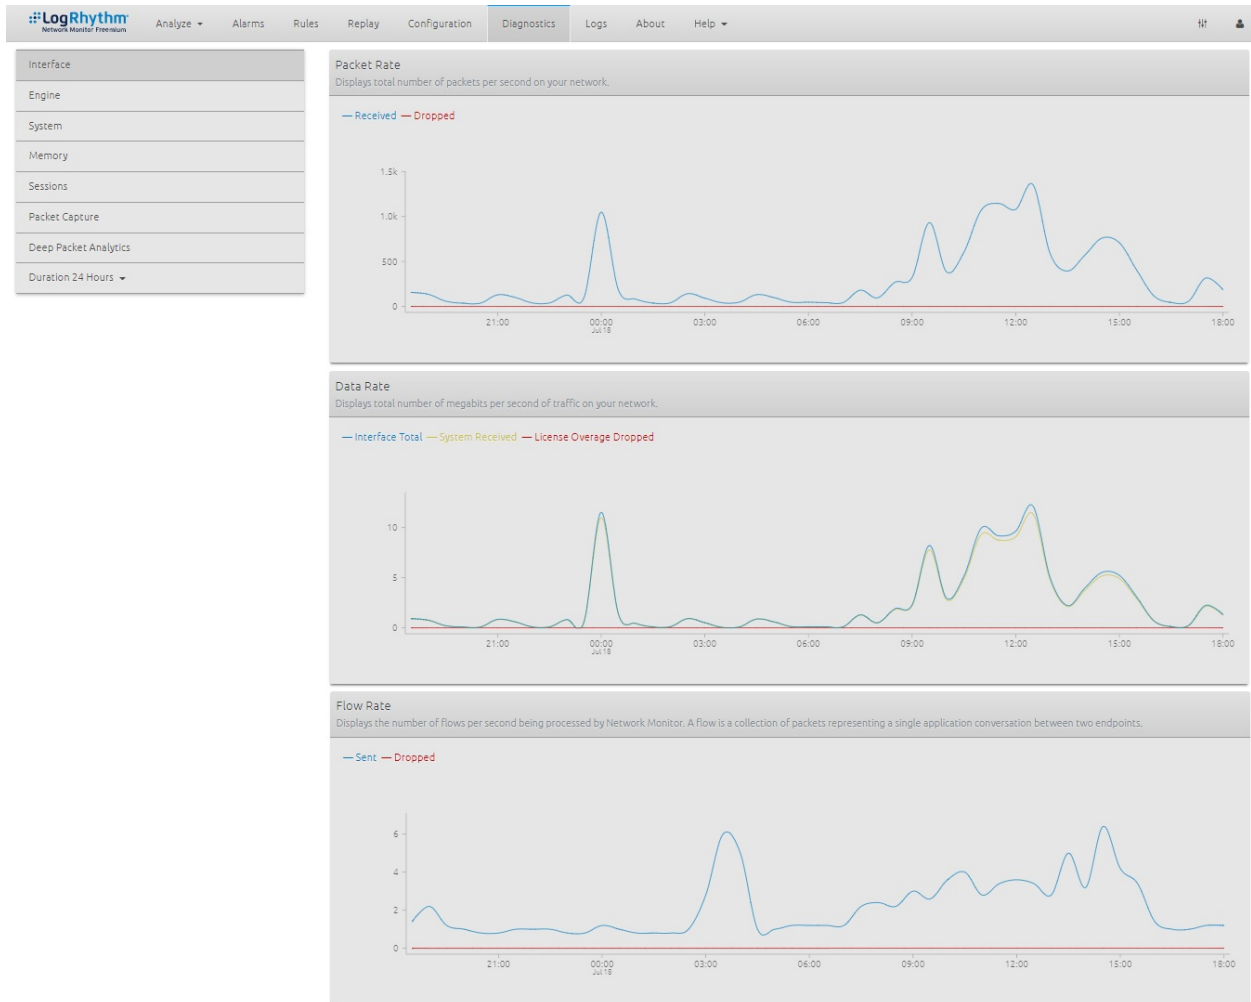 LogRhythm
Network Monitor Freemium
Analyze Alarms Rules Replay Configuration Diagnostics Logs About Help
Interface
Engine
System
Memory
Sessions
Packet Capture
Deep Packet Analytics
Duration 24 Hours
Packet Rate
Displays total number of packets per second on your network.
Received Dropped
1.5k
1.0k
500
0
21:00 00:00 03:00 06:00 09:00 12:00 15:00 18:00
Jul 18
Data Rate
Displays total number of megabits per second of traffic on your network.
Interface Total System Received License Overage Dropped
10
5
0
21:00 00:00 03:00 06:00 09:00 12:00 15:00 18:00
Jul 18
Flow Rate
Displays the number of flows per second being processed by Network Monitor. A flow is a collection of packets representing a single application conversation between two endpoints.
Sent Dropped
6
4
2
0
21:00 00:00 03:00 06:00 09:00 12:00 15:00 18:00
Jul 18